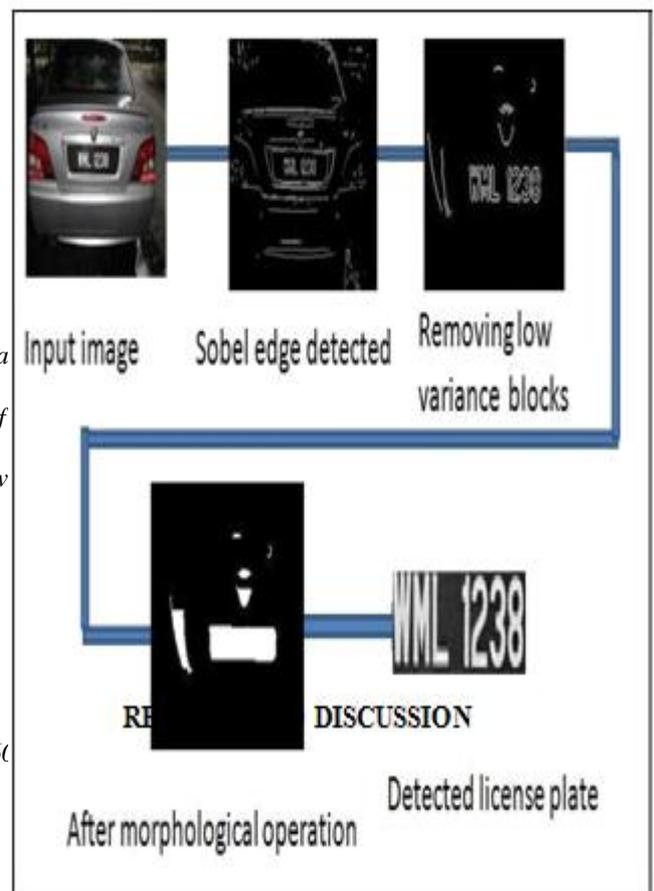 WML 1238
Input image
Sobel edge detected
Removing low
variance blocks
a
f
WML 1238
DISCUSSION
After morphological operation
Detected license plate